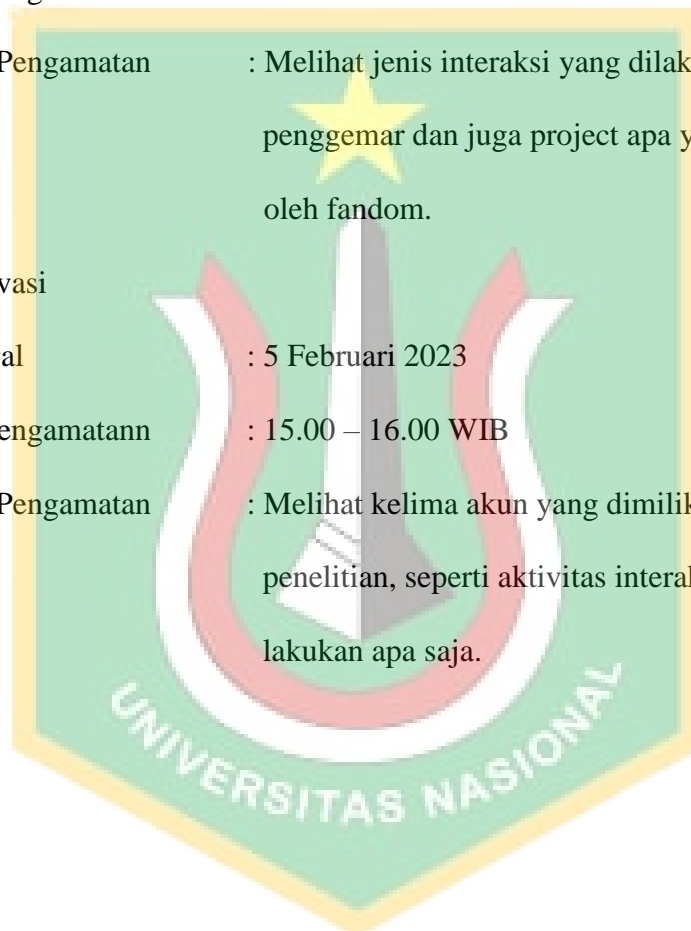 Pengamatan : Melihat jenis interaksi yang dilak
penggemar dan juga project apa y
oleh fandom.
vasi
al : 5 Februari 2023
engamatann : 15.00 – 16.00 WIB
Pengamatan : Melihat kelima akun yang dimilik
penelitian, seperti aktivitas interak
lakukan apa saja.
UNIVERSITAS NASIONAL